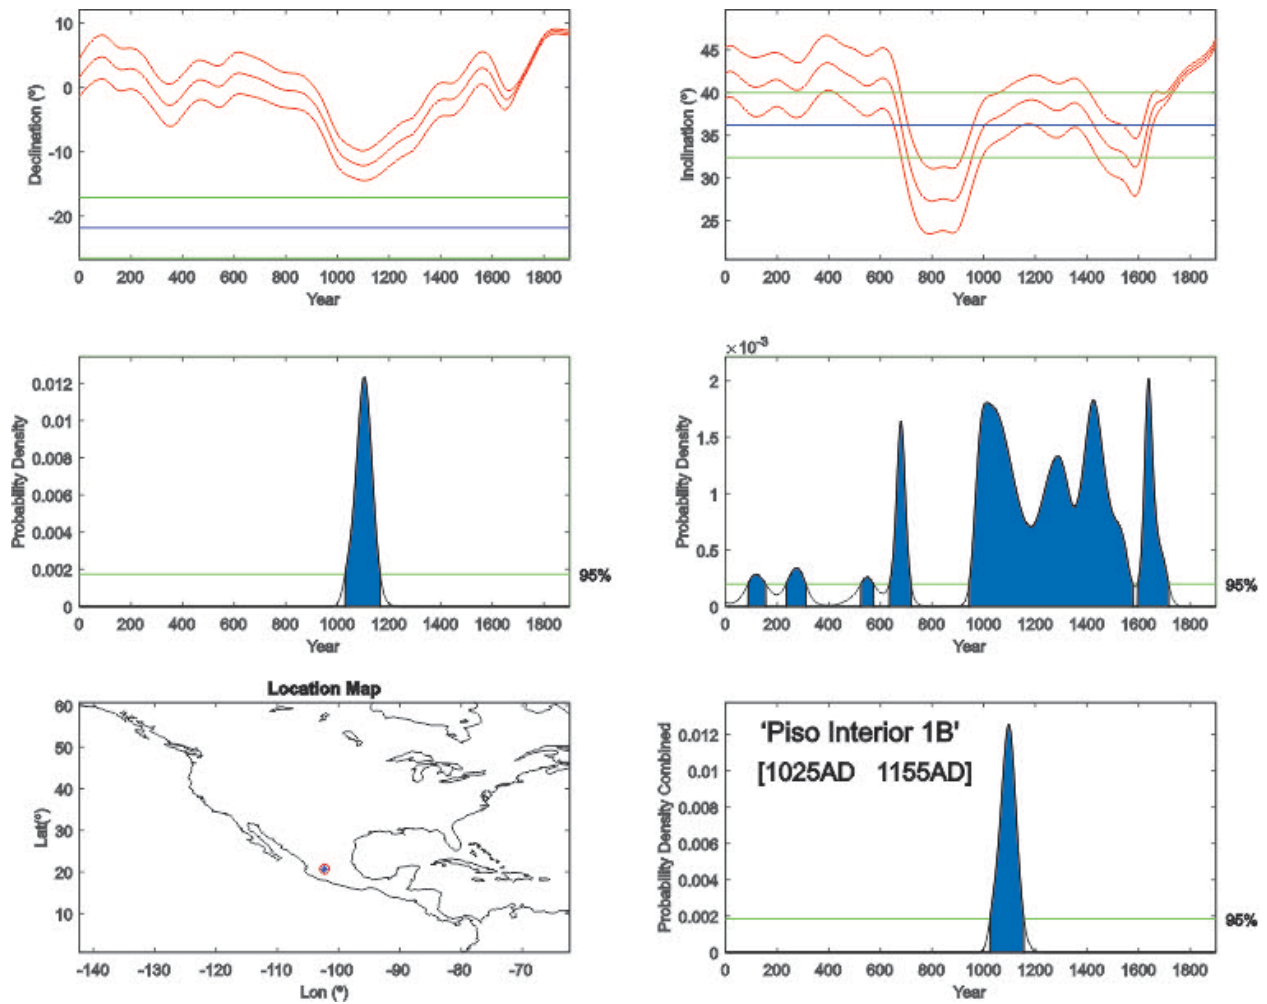 10
0
-10
-20
Declination (°)
0 200 400 600 800 1000 1200 1400 1600 1800
Year
45
40
35
30
25
Inclination (°)
0 200 400 600 800 1000 1200 1400 1600 1800
Year
0.012
0.01
0.008
0.006
0.004
0.002
0
Probability Density
95%
0 200 400 600 800 1000 1200 1400 1600 1800
Year
×10⁻³
2
1.5
1
0.5
0
Probability Density
95%
0 200 400 600 800 1000 1200 1400 1600 1800
Year
Location Map
60
50
40
30
20
10
Lat(°)
-140 -130 -120 -110 -100 -90 -80 -70
Lon (°)
'Piso Interior 1B'
[1025AD 1155AD]
0.012
0.01
0.008
0.006
0.004
0.002
0
Probability Density Combined
95%
0 200 400 600 800 1000 1200 1400 1600 1800
Year